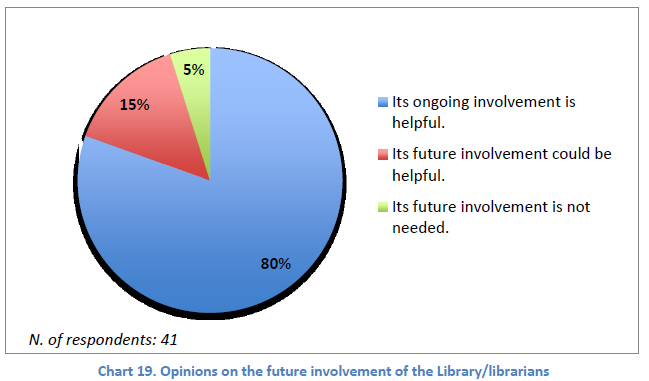 5%
15%
80%
Its ongoing involvement is
helpful.
Its future involvement could be
helpful.
Its future involvement is not
needed.
N. of respondents: 41
Chart 19. Opinions on the future involvement of the Library/librarians